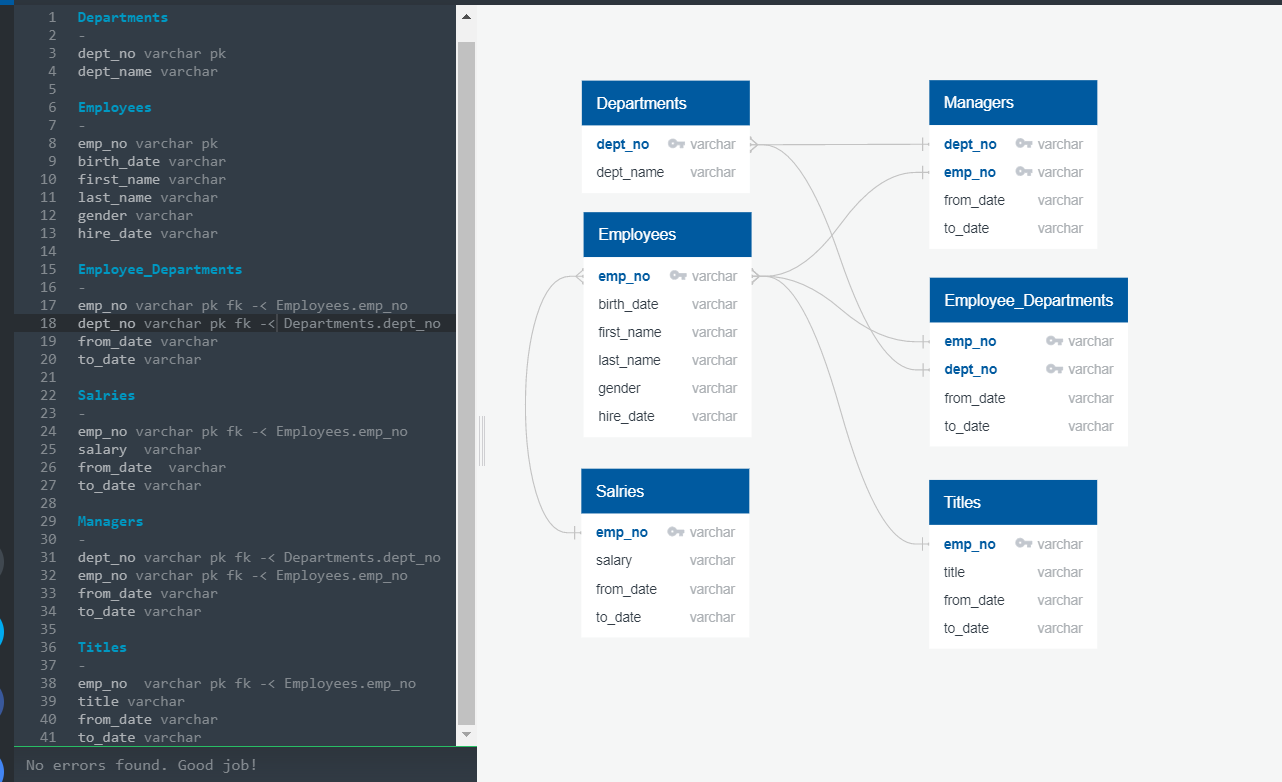 1 Departments
2 -
3 dept_no varchar pk
4 dept_name varchar
5
6 Employees
7 -
8 emp_no varchar pk
9 birth_date varchar
10 first_name varchar
11 last_name varchar
12 gender varchar
13 hire_date varchar
14
15 Employee_Departments
16 -
17 emp_no varchar pk fk -< Employees.emp_no
18 dept_no varchar pk fk -< Departments.dept_no
19 from_date varchar
20 to_date varchar
21
22 Salries
23 -
24 emp_no varchar pk fk -< Employees.emp_no
25 salary  varchar
26 from_date  varchar
27 to_date varchar
28
29 Managers
30 -
31 dept_no varchar pk fk -< Departments.dept_no
32 emp_no varchar pk fk -< Employees.emp_no
33 from_date varchar
34 to_date varchar
35
36 Titles
37 -
38 emp_no  varchar pk fk -< Employees.emp_no
39 title varchar
40 from_date varchar
41 to_date varchar
No errors found. Good job!
Departments
dept_no varchar
dept_name varchar
Employees
emp_no varchar
birth_date varchar
first_name varchar
last_name varchar
gender varchar
hire_date varchar
Salries
emp_no varchar
salary varchar
from_date varchar
to_date varchar
Managers
dept_no varchar
emp_no varchar
from_date varchar
to_date varchar
Employee_Departments
emp_no varchar
dept_no varchar
from_date varchar
to_date varchar
Titles
emp_no varchar
title varchar
from_date varchar
to_date varchar